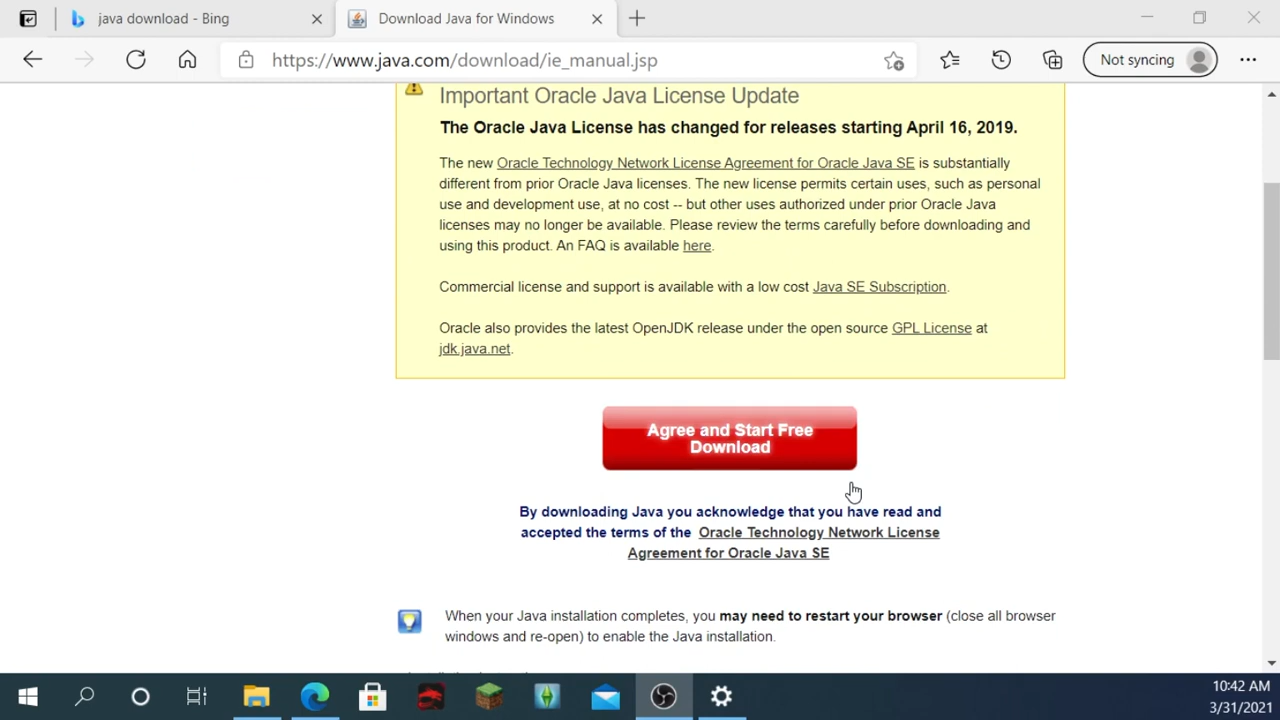 java download - Bing
Download Java for Windows
https://www.java.com/download/ie_manual.jsp
Not syncing
Important Oracle Java License Update
The Oracle Java License has changed for releases starting April 16, 2019.
The new Oracle Technology Network License Agreement for Oracle Java SE is substantially
different from prior Oracle Java licenses. The new license permits certain uses, such as personal
use and development use, at no cost -- but other uses authorized under prior Oracle Java
licenses may no longer be available. Please review the terms carefully before downloading and
using this product. An FAQ is available here.
Commercial license and support is available with a low cost Java SE Subscription.
Oracle also provides the latest OpenJDK release under the open source GPL License at
jdk.java.net.
Agree and Start Free
Download
By downloading Java you acknowledge that you have read and
accepted the terms of the Oracle Technology Network License
Agreement for Oracle Java SE
When your Java installation completes, you may need to restart your browser (close all browser
windows and re-open) to enable the Java installation.
10:42 AM
3/31/2021